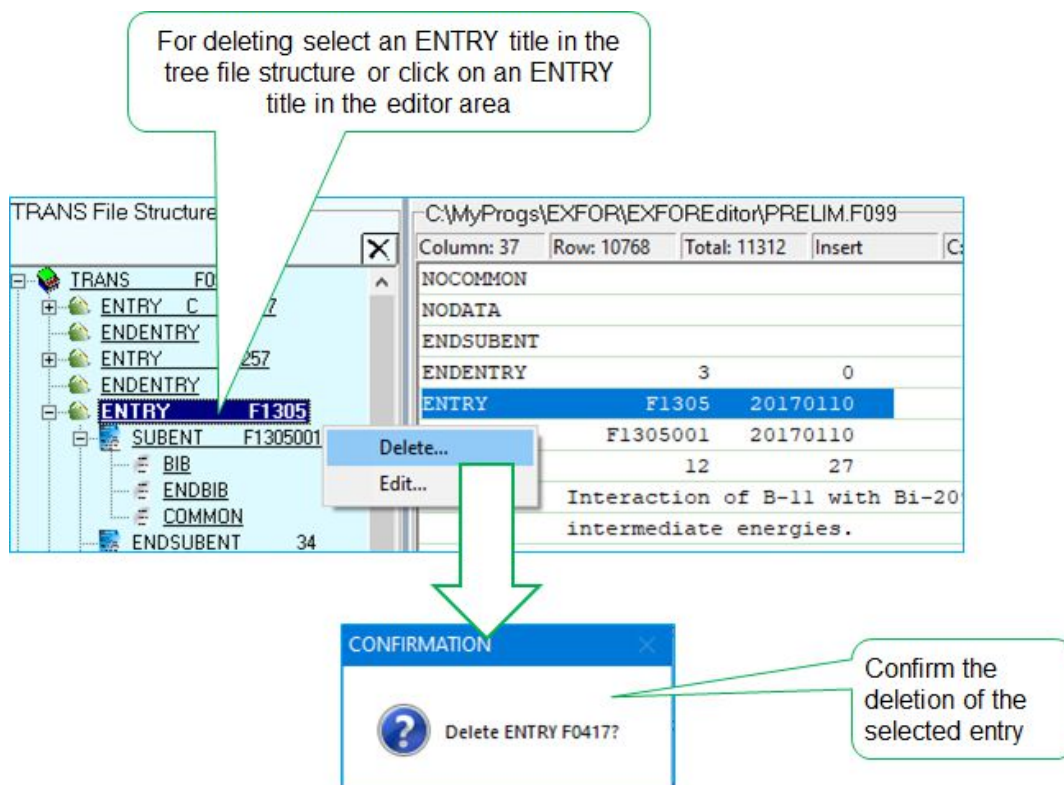 For deleting select an ENTRY title in the
tree file structure or click on an ENTRY
title in the editor area
TRANS File Structure
C:\MyProgs\EXFOR\EXFOREditor\PRELIM.F099
Column: 37 Row: 10768 Total: 11312 Insert
TRANS
ENTRY C
ENDENTRY
ENTRY 257
ENDENTRY
ENTRY F1305
SUBENT F1305001
BIB
ENDBIB
COMMON
ENDSUBENT 34
NOCOMMON
NODATA
ENDSUBENT
ENDENTRY 3 0
ENTRY F1305 20170110
F1305001 20170110
12 27
Interaction of B-11 with
intermediate energies.
Delete...
Edit...
CONFIRMATION
Delete ENTRY F0417?
Confirm the
deletion of the
selected entry